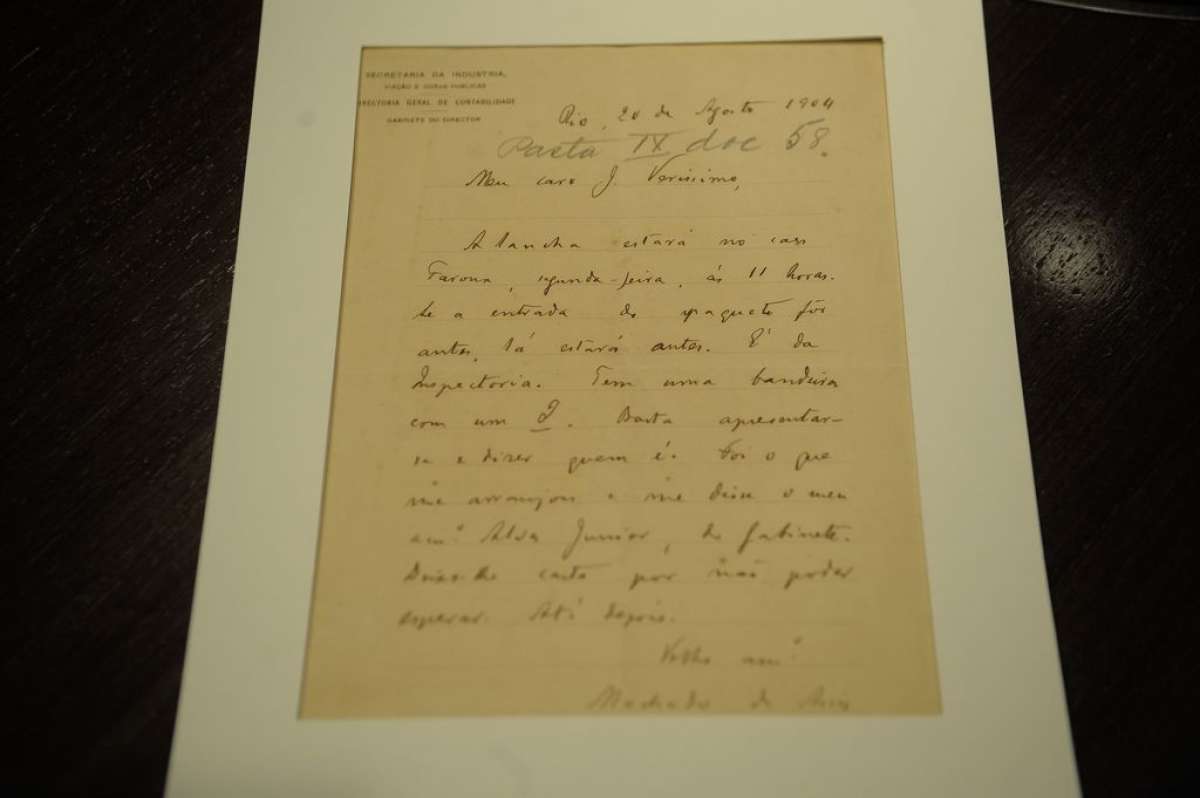 SECRETARIA DA INDUSTRIA,
VIAÇÃO E OBRAS PUBLICAS
DIRECTORIA GERAL DE CONTABILIDADE
GABINETE DO DIRECTOR
Rio, 20 de Agosto 1904
Pasta IX doc 58.
Meu caro J. Verissimo,
A lancha estará no caes
Faroux, segunda-feira, ás 11 horas.
Se a entrada do paquete fôr
antes, lá estará antes. É da
Inspectoria. Tem uma bandeira
com um 2. Basta apresentar-
se e dizer quem é. Foi o que
me arranjou e me disse o meu
am.º Alves Junior, do gabinete.
Deixo-lhe carta por não poder
esperar. Até depois.
Velho am.º
Machado de Assis